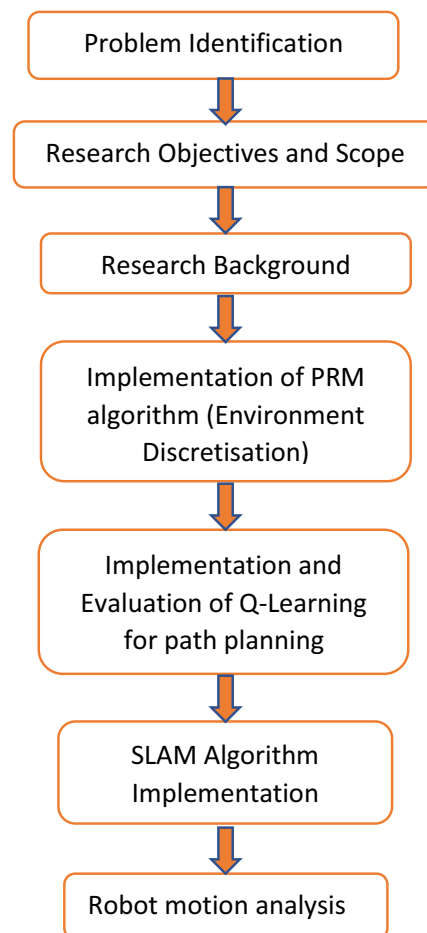 Problem Identification
Research Objectives and Scope
Research Background
Implementation of PRM
algorithm (Environment
Discretisation)
Implementation and
Evaluation of Q-Learning
for path planning
SLAM Algorithm
Implementation
Robot motion analysis